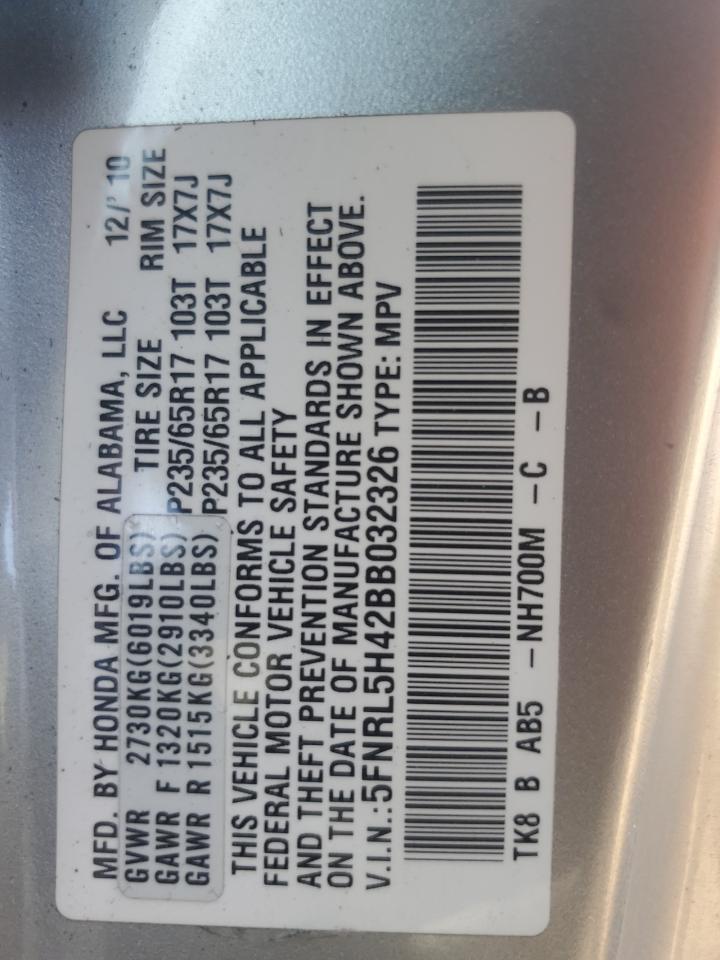 MFD. BY HONDA MFG. OF ALABAMA, LLC 12/ 10
GVWR 2730KG(6019LBS) TIRE SIZE RIM SIZE
GAWR F 1320KG(2910LBS) P235/65R17 103T 17X7J
GAWR R 1515KG(3340LBS) P235/65R17 103T 17X7J
THIS VEHICLE CONFORMS TO ALL APPLICABLE
FEDERAL MOTOR VEHICLE SAFETY
AND THEFT PREVENTION STANDARDS IN EFFECT
ON THE DATE OF MANUFACTURE SHOWN ABOVE.
V.I.N.:5FNRL5H42BB032326 TYPE: MPV
TK8 B AB5 -NH700M -C -B